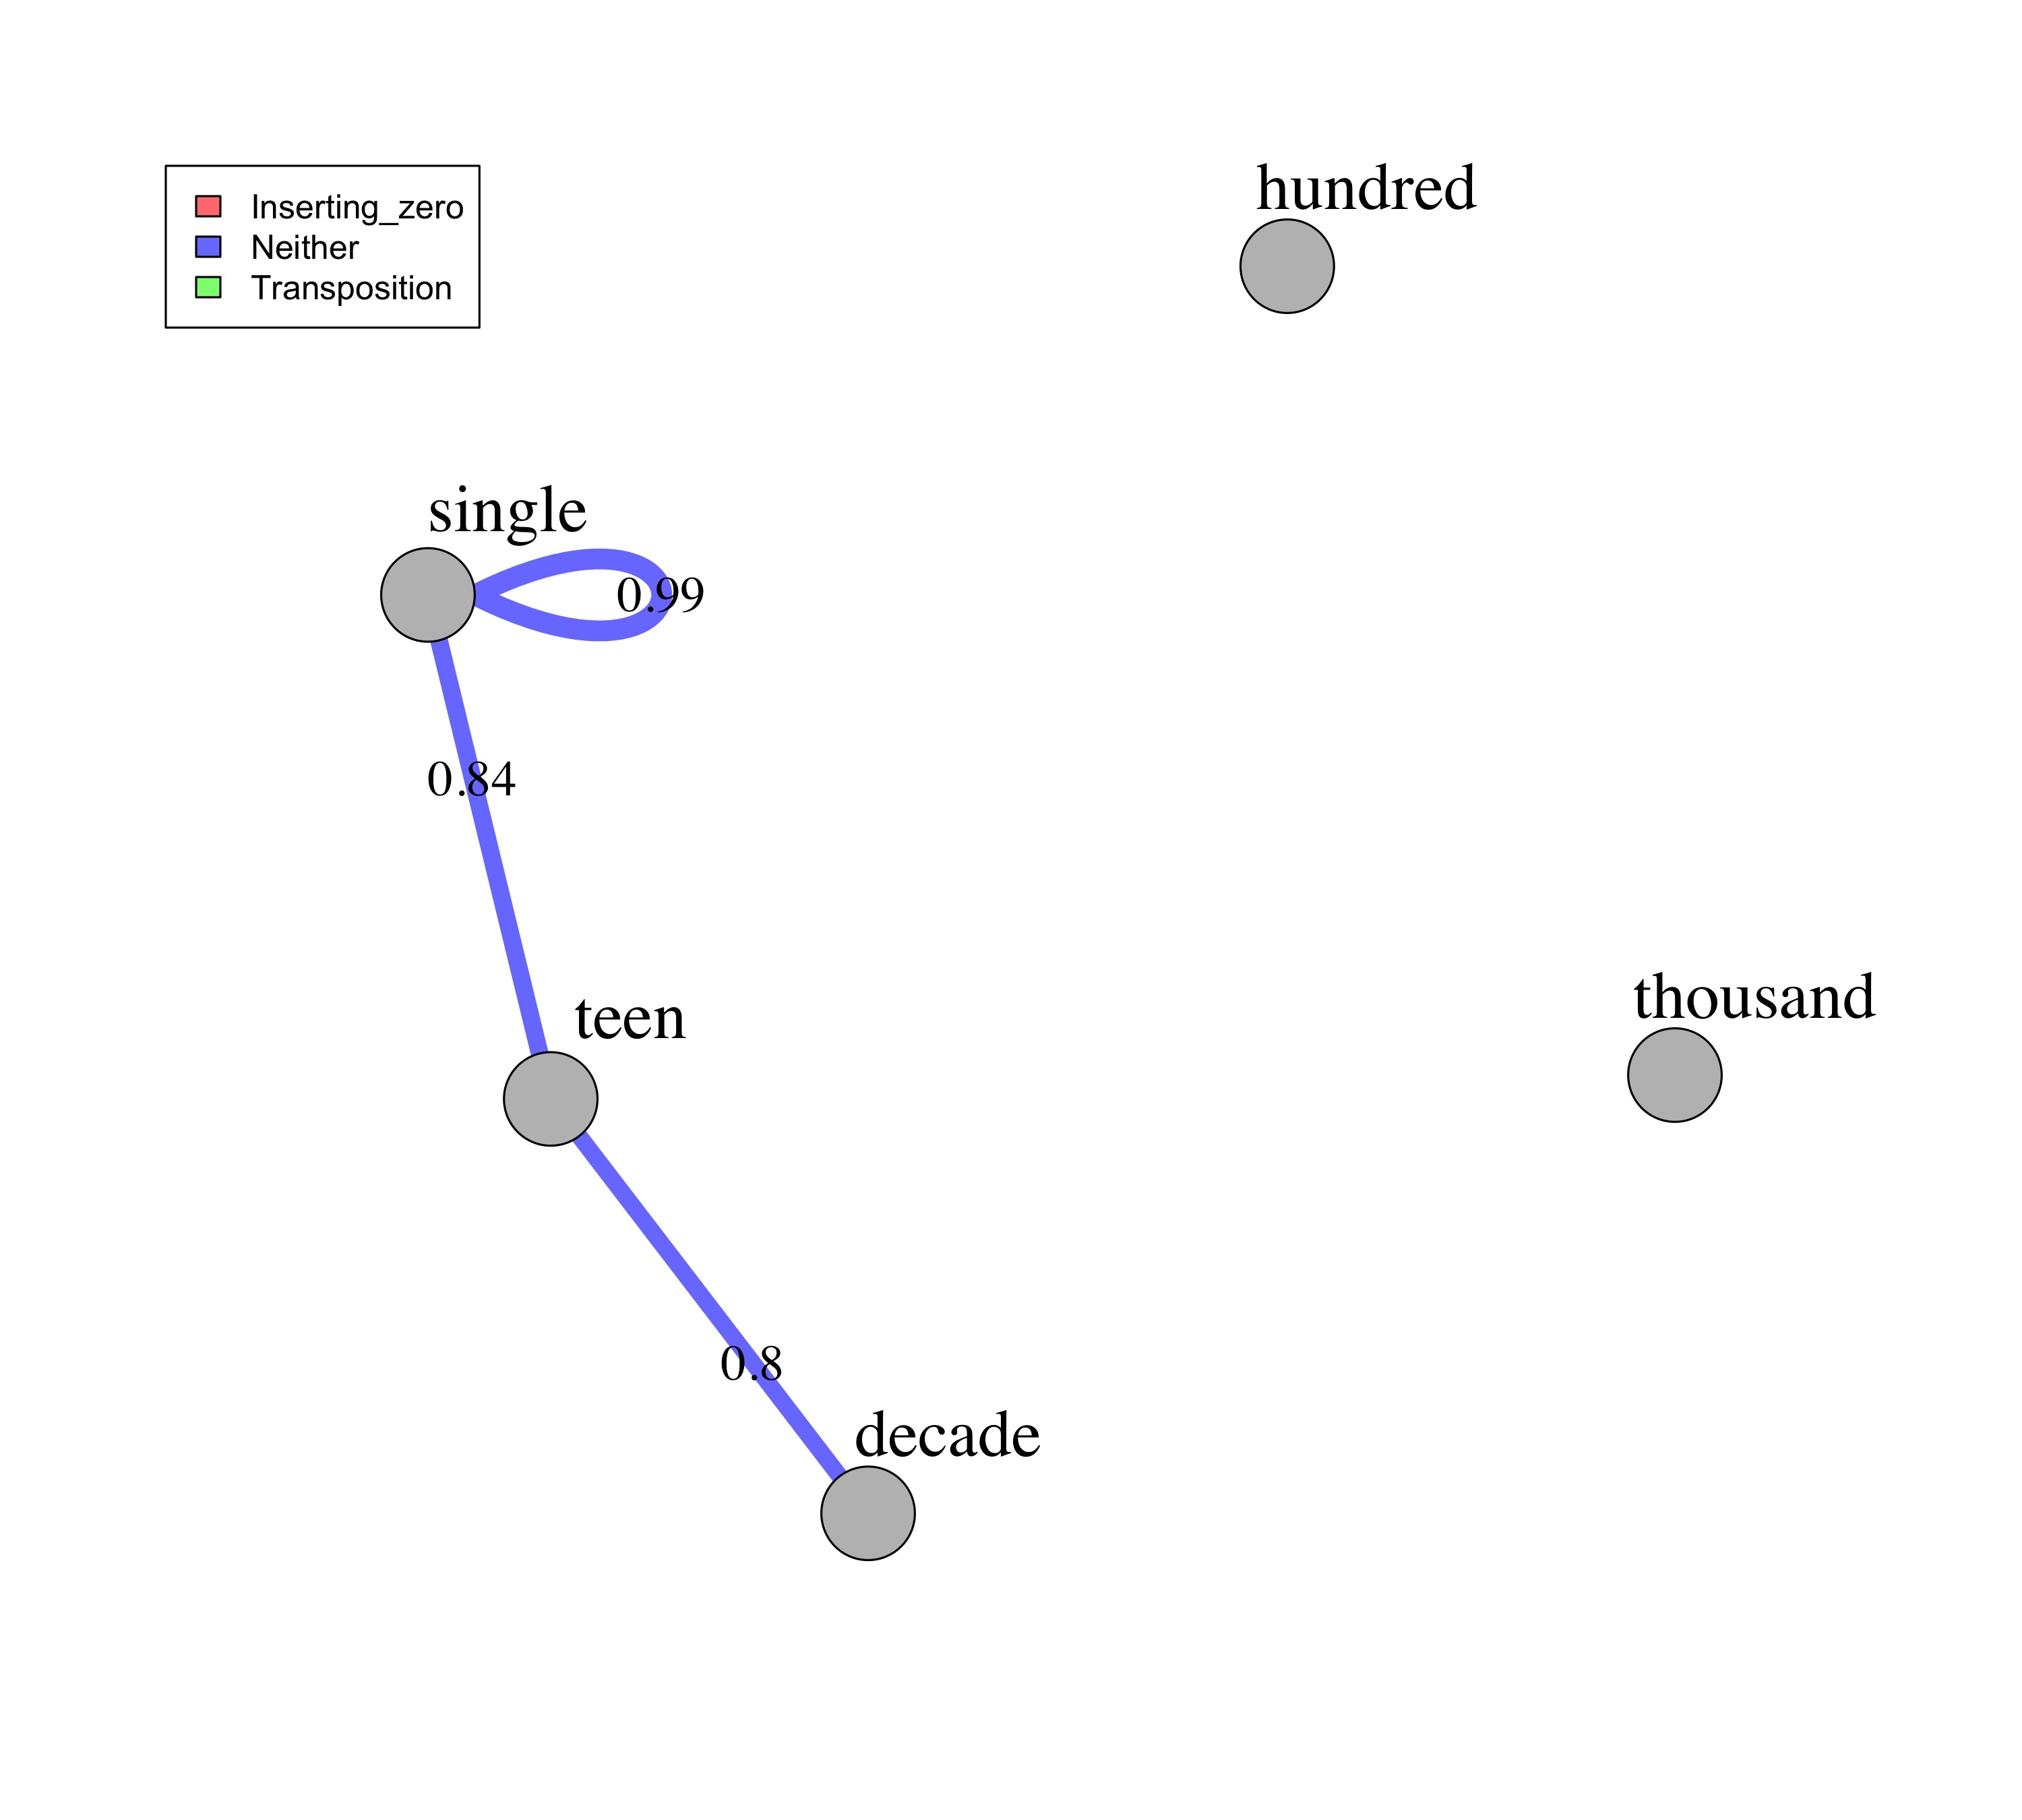 Inserting_zero
Neither
Transposition
hundred
single
0.99
0.84
thousand
teen
0.8
decade